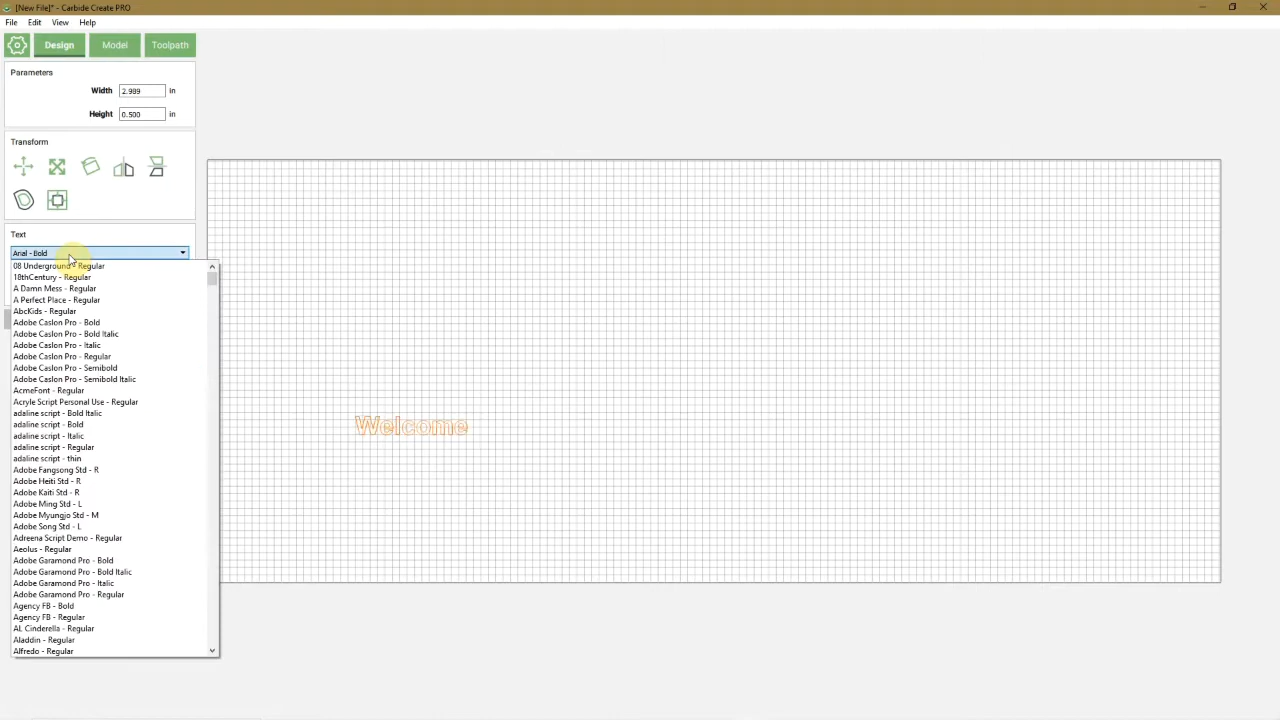 [New File]* - Carbide Create PRO
File Edit View Help
Design Model Toolpath
Parameters
Width 2.989 in
Height 0.500 in
Transform
Text
Arial - Bold
08 Underground - Regular
18thCentury - Regular
A Damn Mess - Regular
A Perfect Place - Regular
AbcKids - Regular
Adobe Caslon Pro - Bold
Adobe Caslon Pro - Bold Italic
Adobe Caslon Pro - Italic
Adobe Caslon Pro - Regular
Adobe Caslon Pro - Semibold
Adobe Caslon Pro - Semibold Italic
AcmeFont - Regular
Acryle Script Personal Use - Regular
adaline script - Bold Italic
adaline script - Bold
adaline script - Italic
adaline script - Regular
adaline script - thin
Adobe Fangsong Std - R
Adobe Heiti Std - R
Adobe Kaiti Std - R
Adobe Ming Std - L
Adobe Myungjo Std - M
Adobe Song Std - L
Adreena Script Demo - Regular
Aeolus - Regular
Adobe Garamond Pro - Bold
Adobe Garamond Pro - Bold Italic
Adobe Garamond Pro - Italic
Adobe Garamond Pro - Regular
Agency FB - Bold
Agency FB - Regular
AL Cinderella - Regular
Aladdin - Regular
Alfredo - Regular
Welcome